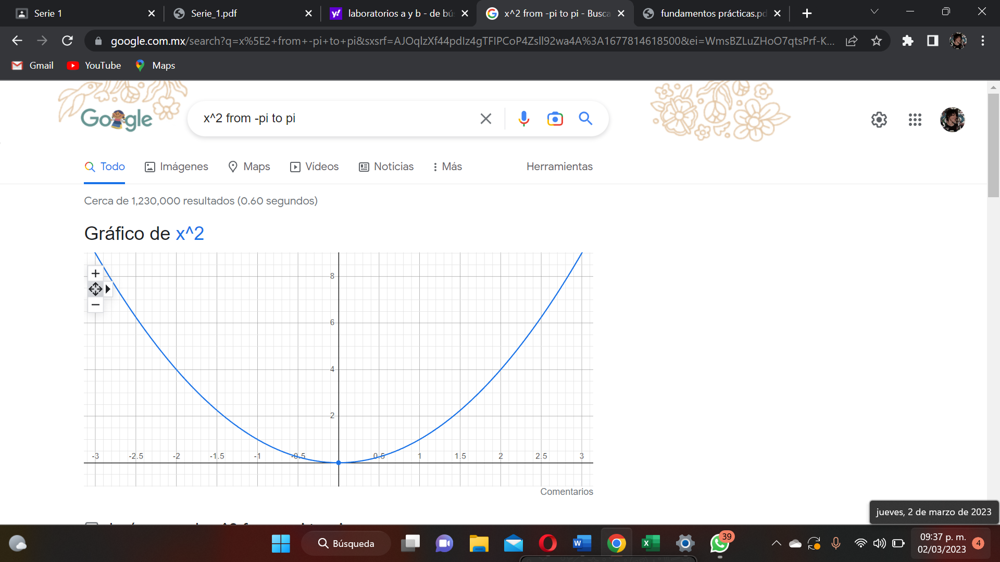 Serie 1
Serie_1.pdf
laboratorios a y b - de bú
x^2 from -pi to pi - Busca
fundamentos prácticas.pd
google.com.mx/search?q=x%5E2+from+-pi+to+pi&sxsrf=AJOqlzXf44pdIz4gTFIPCoP4Zsll92wa4A%3A1677814618500&ei=WmsBZLuZHoO7qtsPrf-K...
Gmail
YouTube
Maps
Google
x^2 from -pi to pi
Todo
Imágenes
Maps
Vídeos
Noticias
Más
Herramientas
Cerca de 1,230,000 resultados (0.60 segundos)
Gráfico de x^2
8
6
4
2
-3 -2.5 -2 -1.5 -1 -0.5 0.5 1 1.5 2 2.5 3
Comentarios
jueves, 2 de marzo de 2023
Búsqueda
39
09:37 p. m.
02/03/2023
4